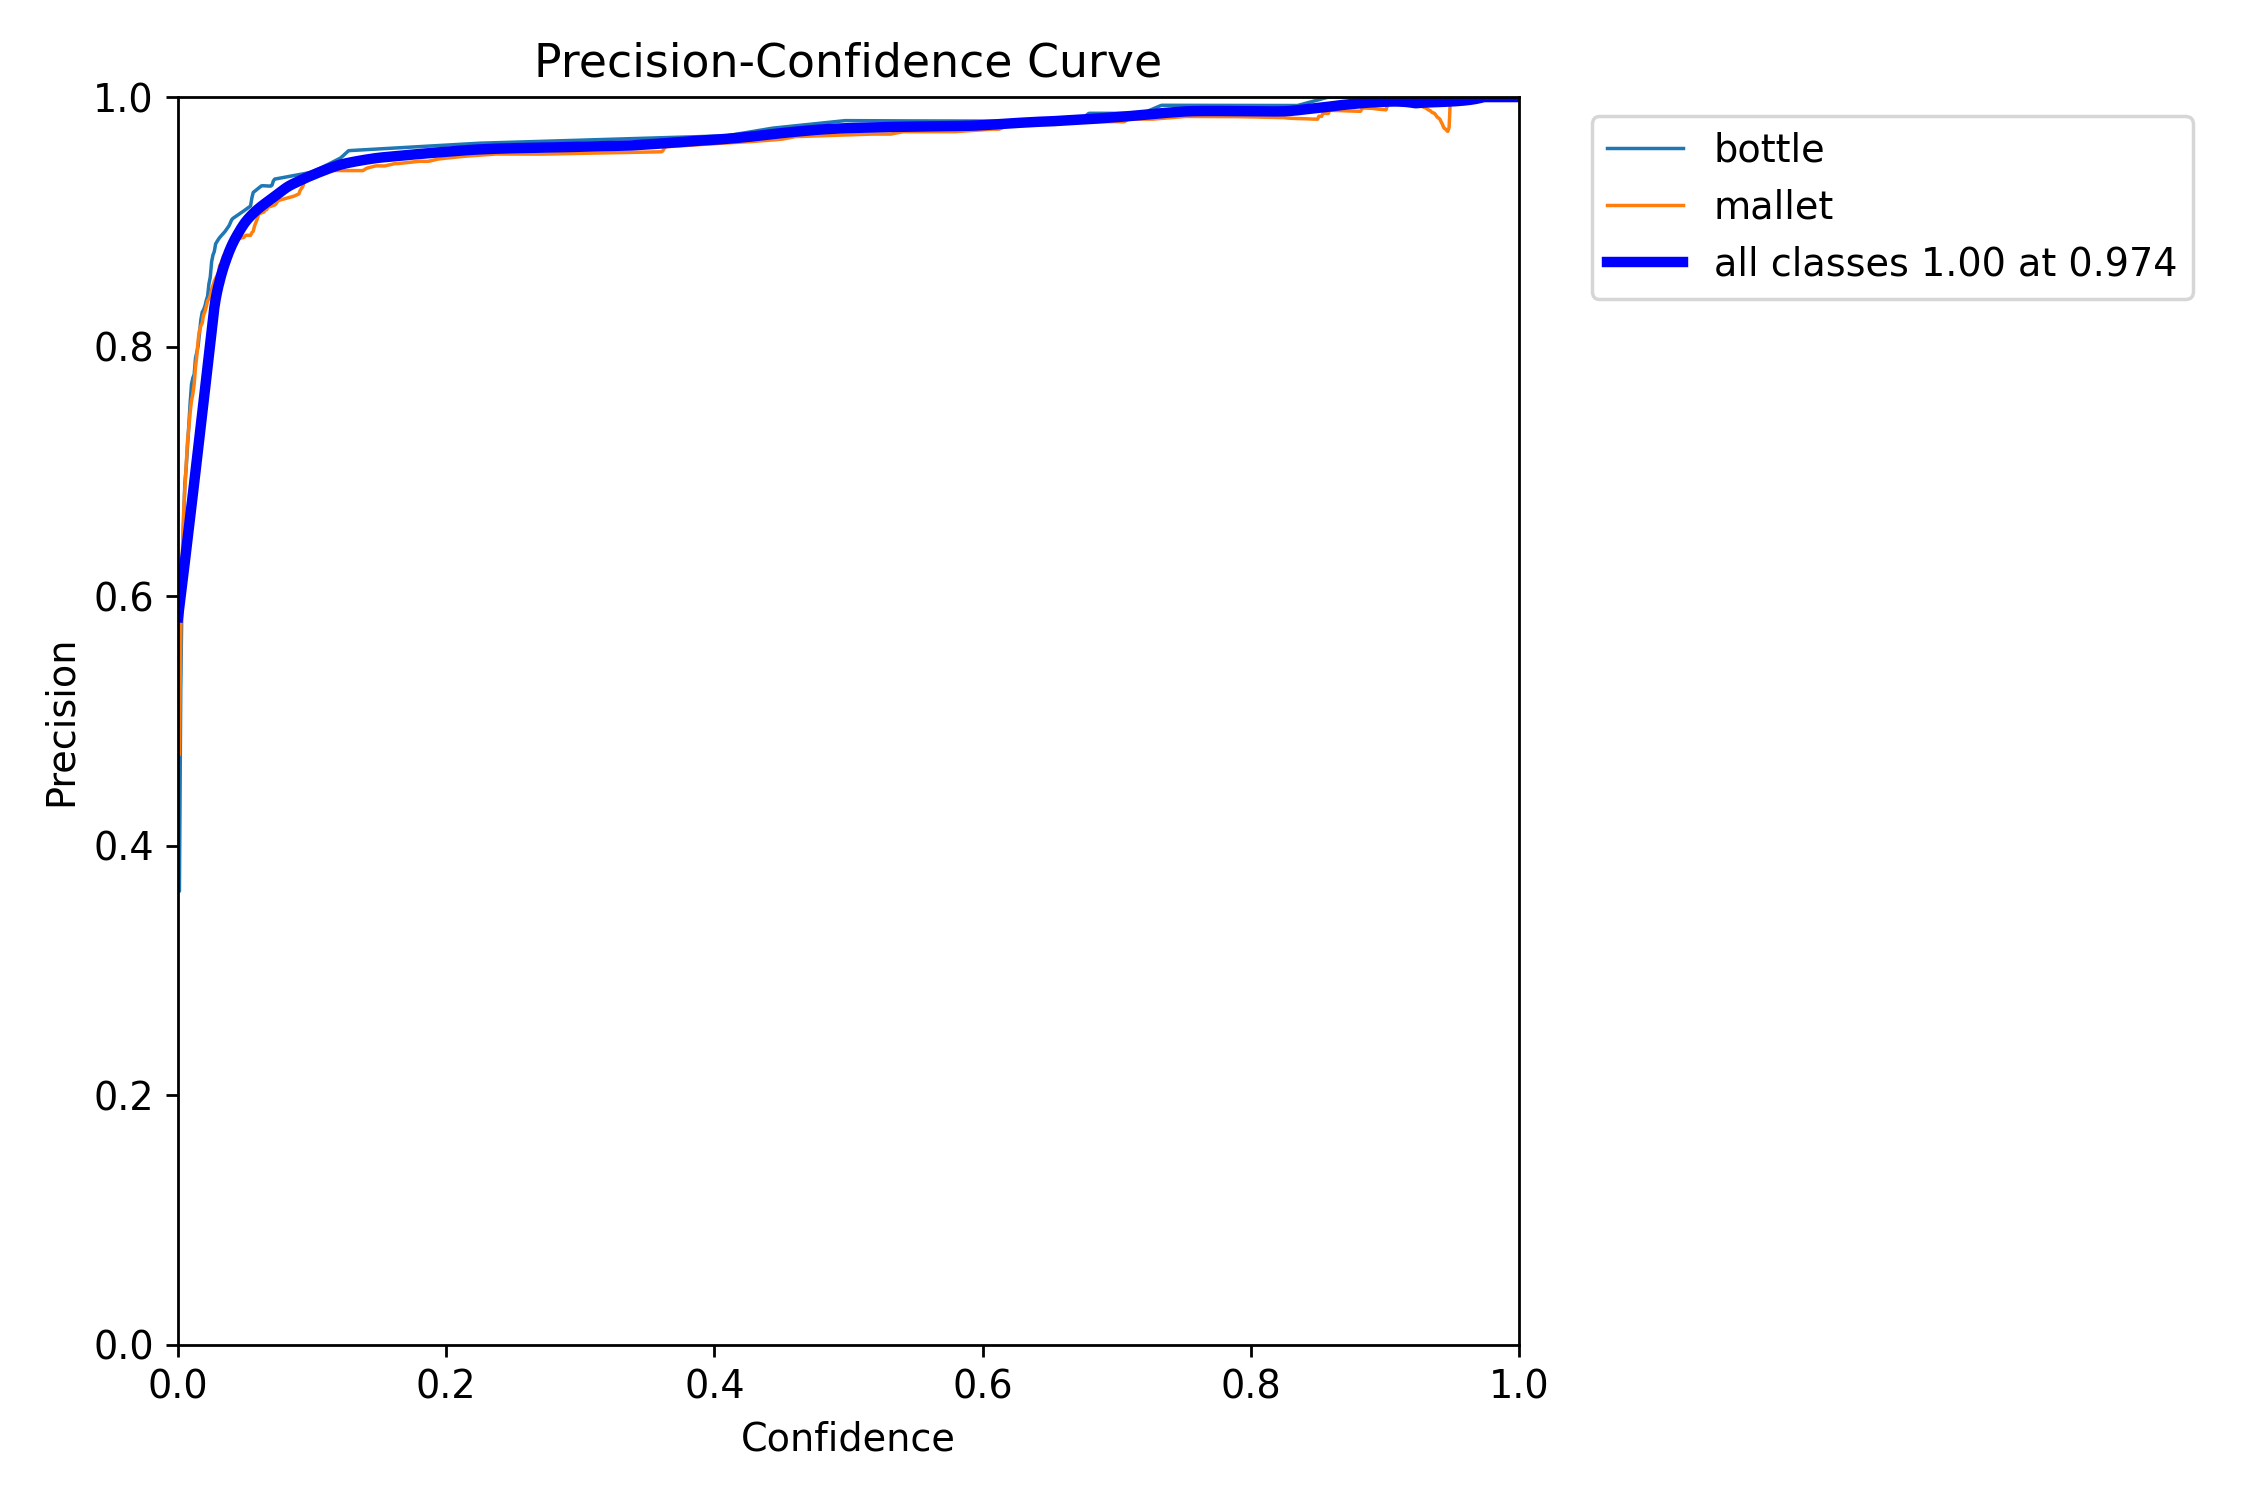 Precision-Confidence Curve
1.0
0.8
0.6
0.4
0.2
0.0
Precision
0.0 0.2 0.4 0.6 0.8 1.0
Confidence
bottle
mallet
all classes 1.00 at 0.974